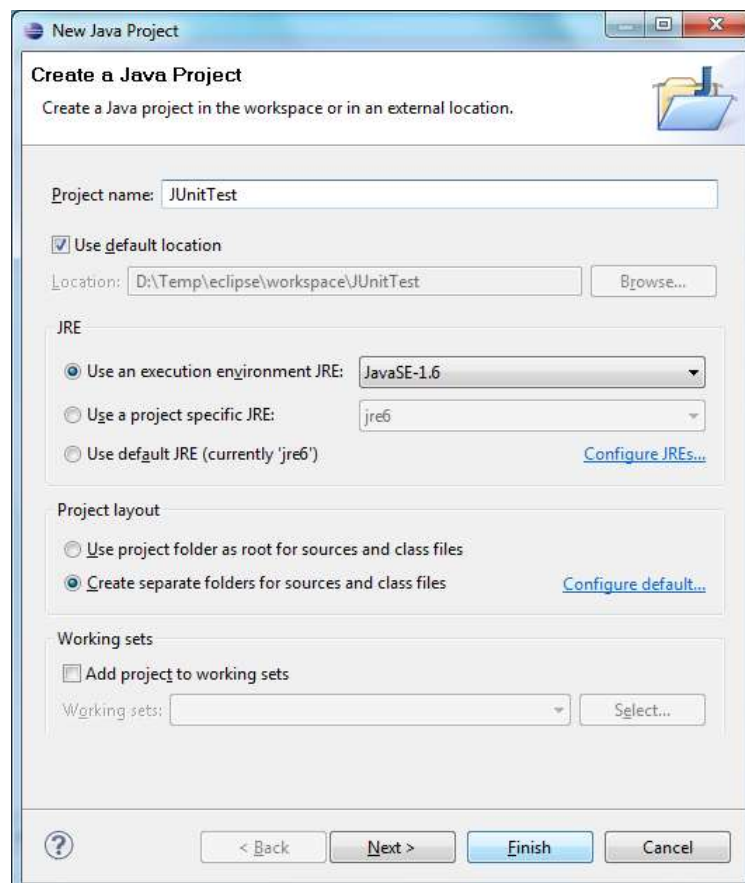 New Java Project
Create a Java Project
Create a Java project in the workspace or in an external location.
Project name: JUnitTest
Use default location
Location: D:\Temp\eclipse\workspace\JUnitTest Browse...
JRE
Use an execution environment JRE: JavaSE-1.6
Use a project specific JRE: jre6
Use default JRE (currently 'jre6') Configure JREs...
Project layout
Use project folder as root for sources and class files
Create separate folders for sources and class files Configure default...
Working sets
Add project to working sets
Working sets: Select...
? < Back Next > Finish Cancel